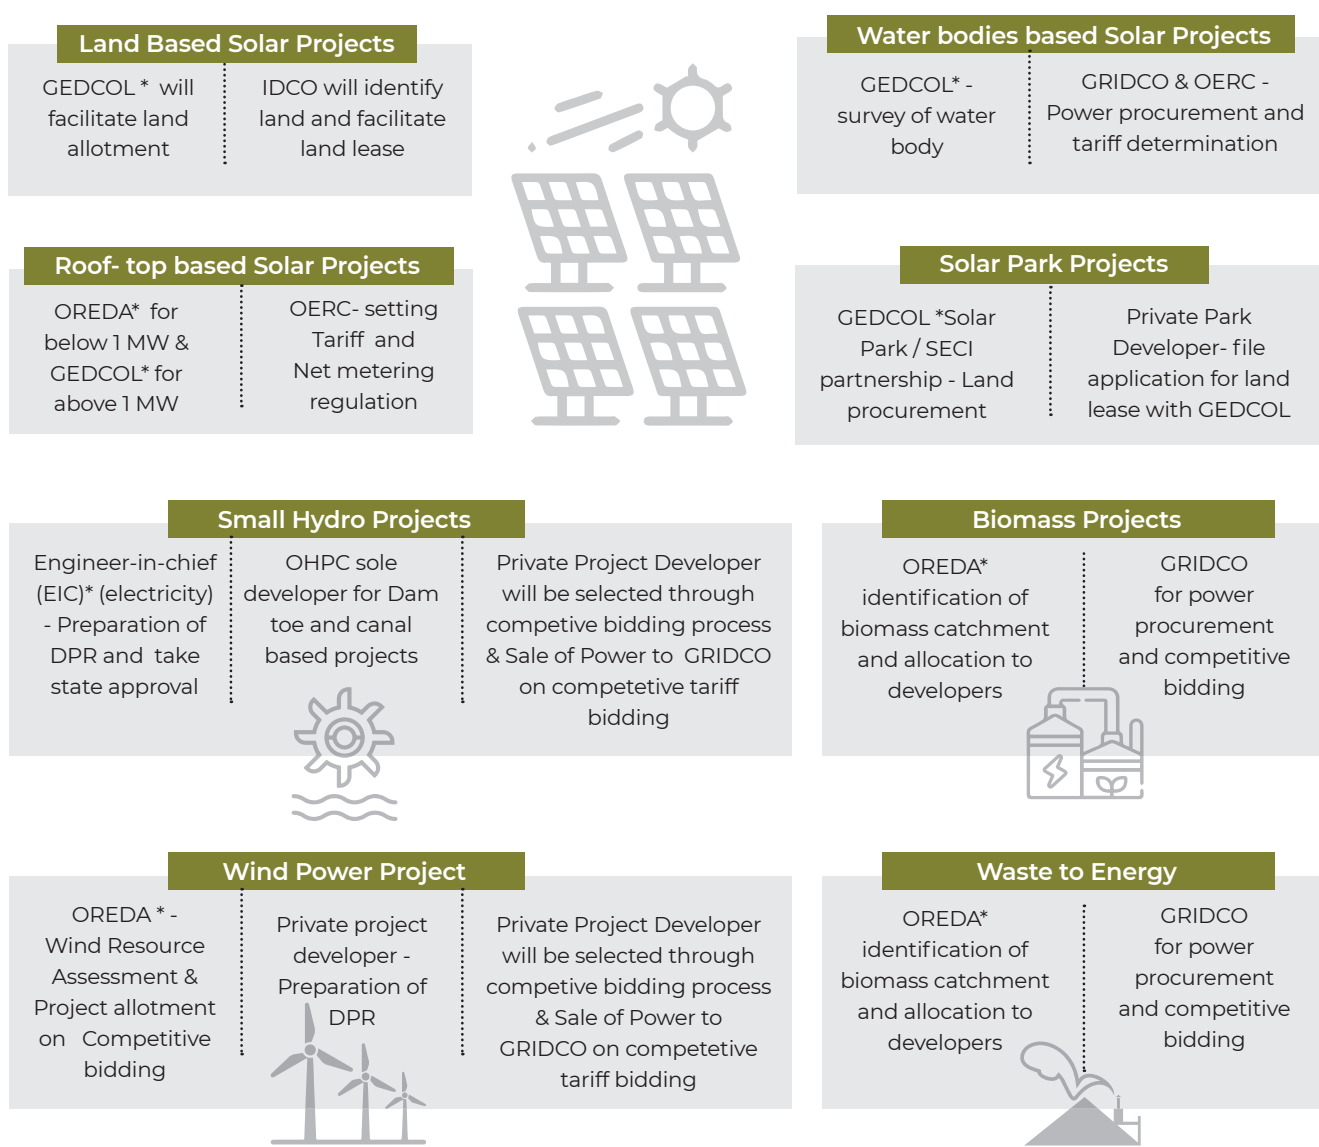 Land Based Solar Projects
GEDCOL * will
facilitate land
allotment
IDCO will identify
land and facilitate
land lease
Water bodies based Solar Projects
GEDCOL* -
survey of water
body
GRIDCO & OERC -
Power procurement and
tariff determination
Roof- top based Solar Projects
OREDA* for
below 1 MW &
GEDCOL* for
above 1 MW
OERC- setting
Tariff and
Net metering
regulation
Solar Park Projects
GEDCOL *Solar
Park / SECI
partnership - Land
procurement
Private Park
Developer- file
application for land
lease with GEDCOL
Small Hydro Projects
Engineer-in-chief
(EIC)* (electricity)
- Preparation of
DPR and take
state approval
OHPC sole
developer for Dam
toe and canal
based projects
Private Project Developer
will be selected through
competive bidding process
& Sale of Power to GRIDCO
on competetive tariff
bidding
Biomass Projects
OREDA*
identification of
biomass catchment
and allocation to
developers
GRIDCO
for power
procurement
and competitive
bidding
Wind Power Project
OREDA * -
Wind Resource
Assessment &
Project allotment
on Competitive
bidding
Private project
developer -
Preparation of
DPR
Private Project Developer
will be selected through
competive bidding process
& Sale of Power to
GRIDCO on competetive
tariff bidding
Waste to Energy
OREDA*
identification of
biomass catchment
and allocation to
developers
GRIDCO
for power
procurement
and competitive
bidding